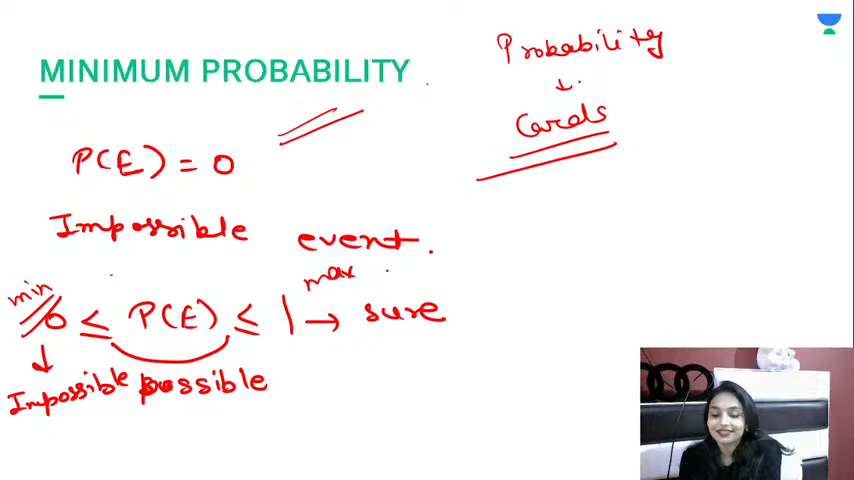 MINIMUM PROBABILITY
Probability
↓
Cards
P(E) = 0
Impossible event.
min max
0 ≤ P(E) ≤ 1 → sure
↓
Impossible possible